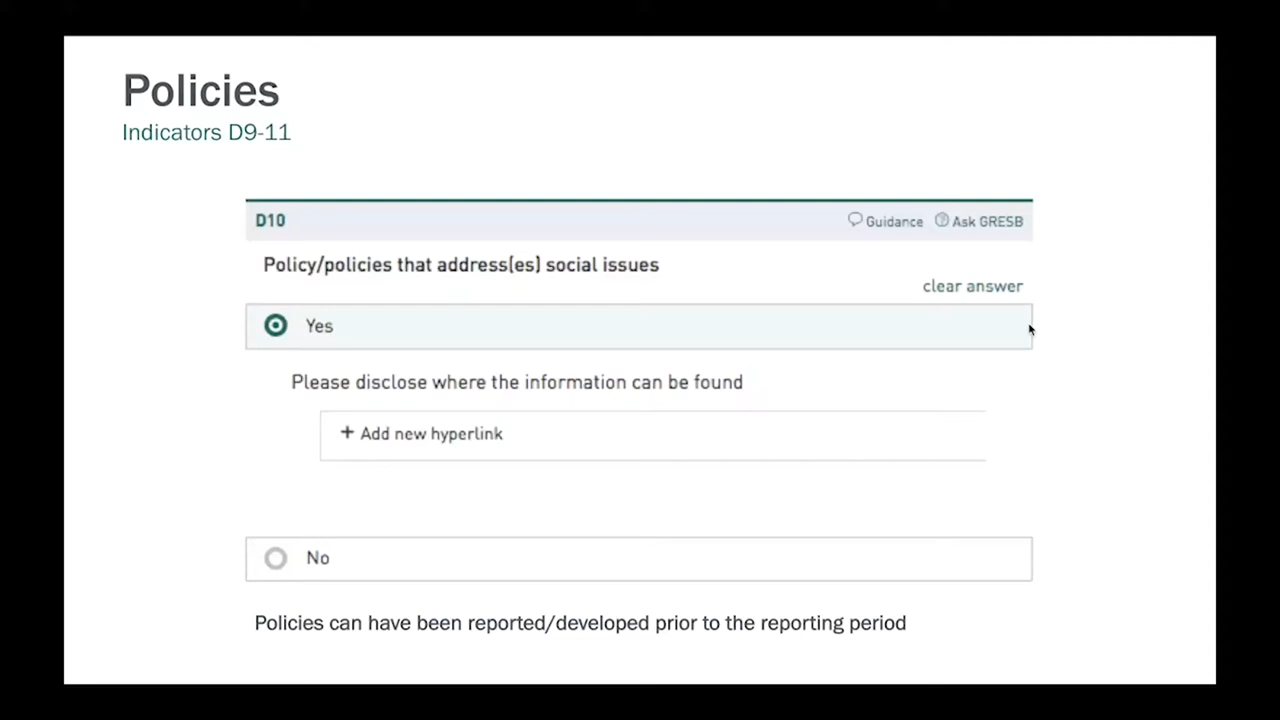 Policies
Indicators D9-11
D10
Guidance
Ask GRESB
Policy/policies that address(es) social issues
clear answer
Yes
Please disclose where the information can be found
+ Add new hyperlink
No
Policies can have been reported/developed prior to the reporting period